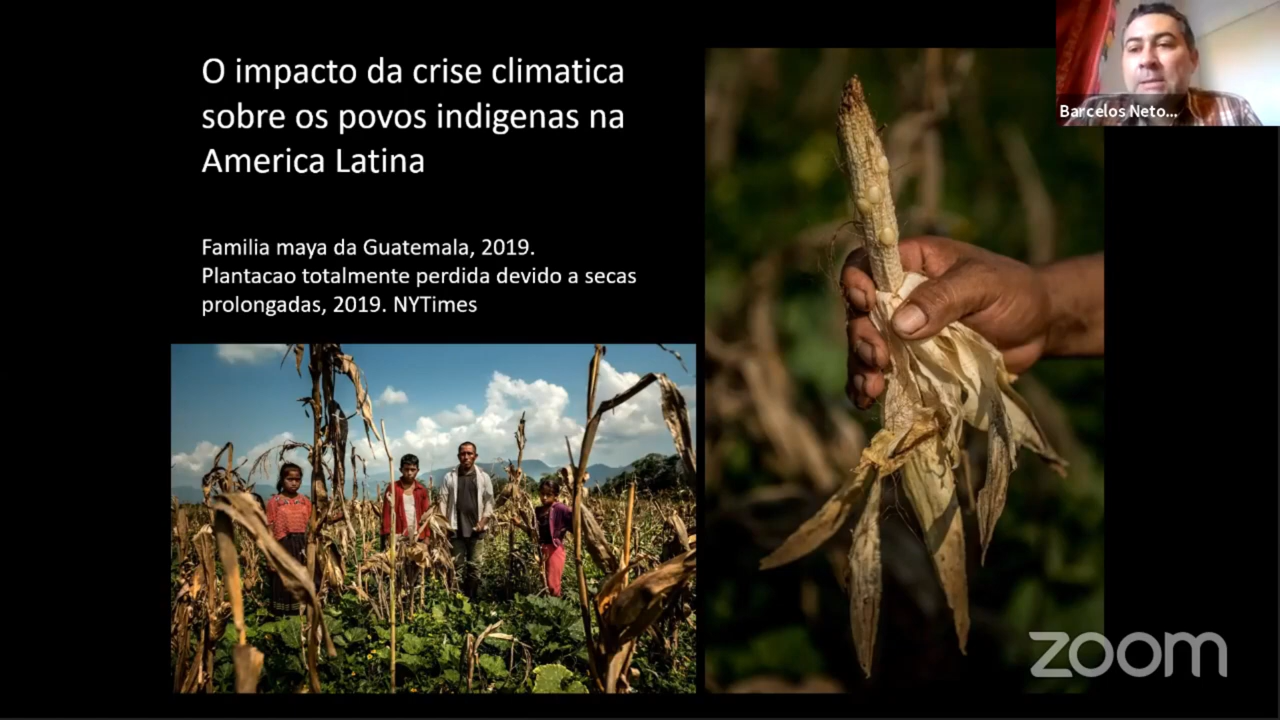 O impacto da crise climatica
sobre os povos indigenas na
America Latina
Familia maya da Guatemala, 2019.
Plantacao totalmente perdida devido a secas
prolongadas, 2019. NYTimes
Barcelos Neto...
zoom